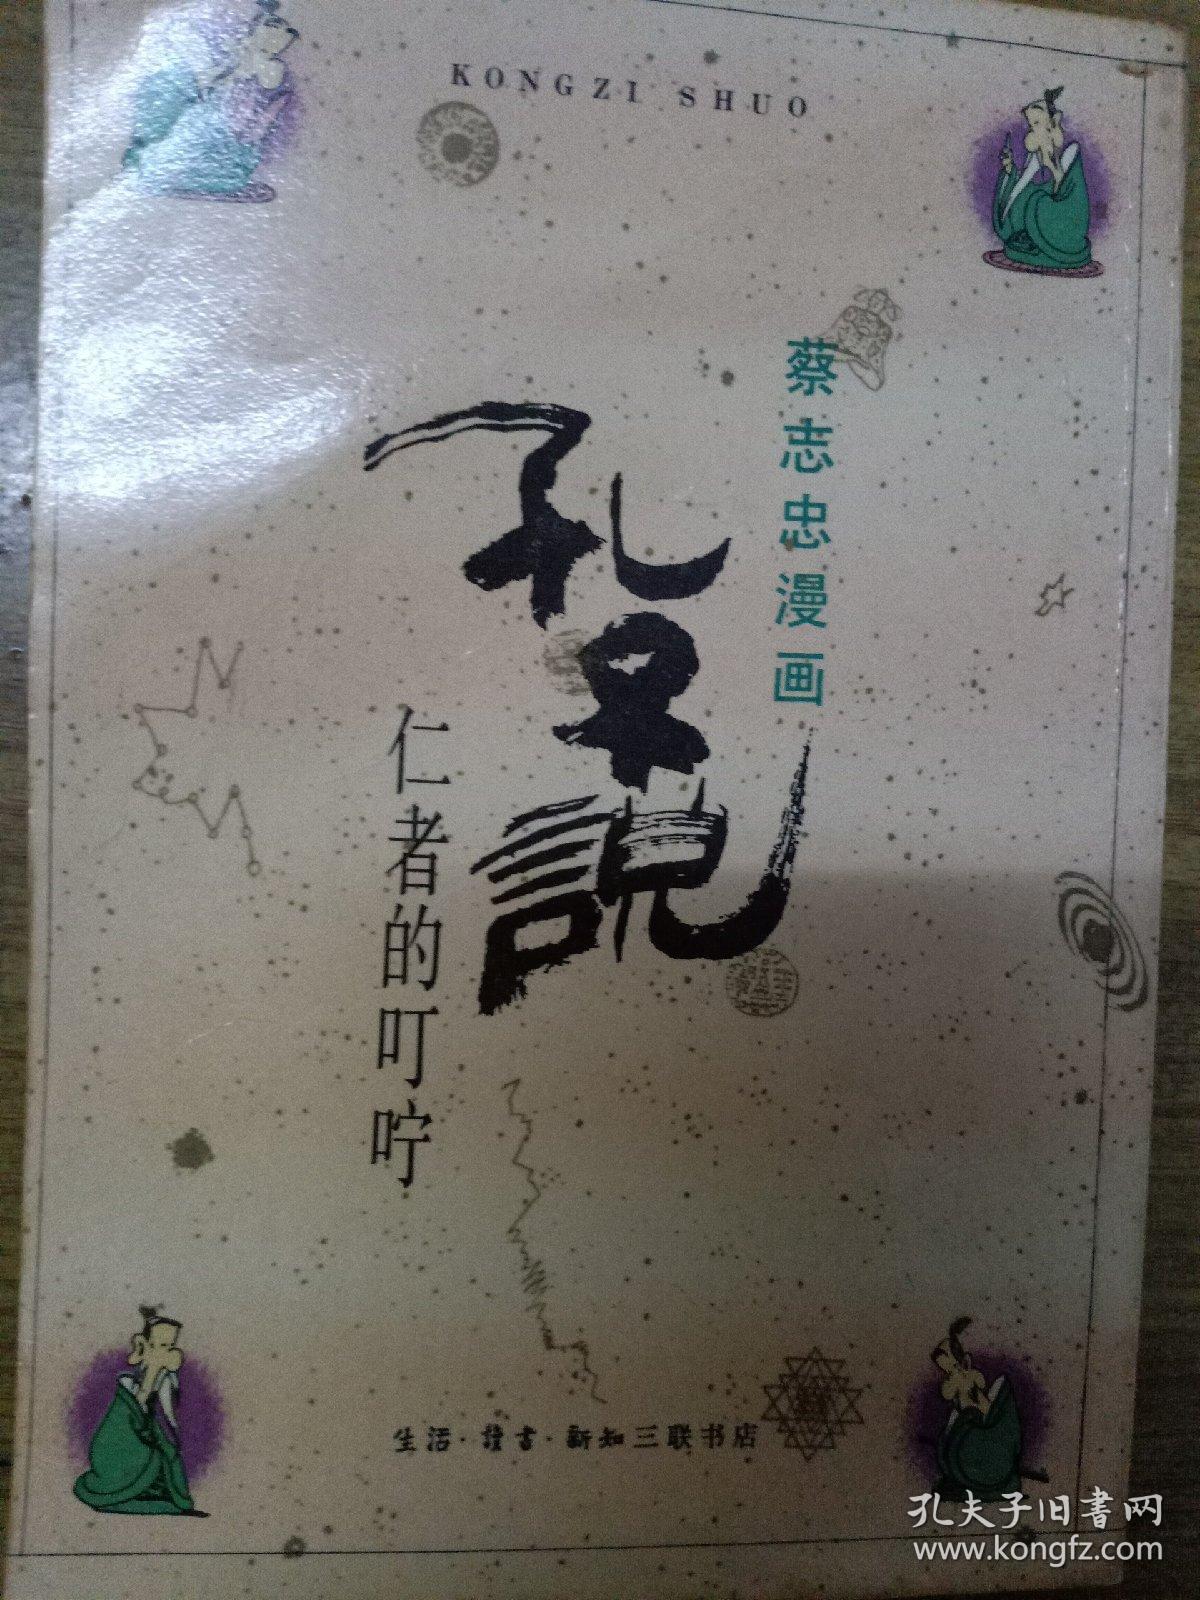 KONGZI SHUO
蔡志忠漫画
孔子說
仁者的叮咛
生活·讀书·新知三联书店
孔夫子旧書网
www.kongfz.com